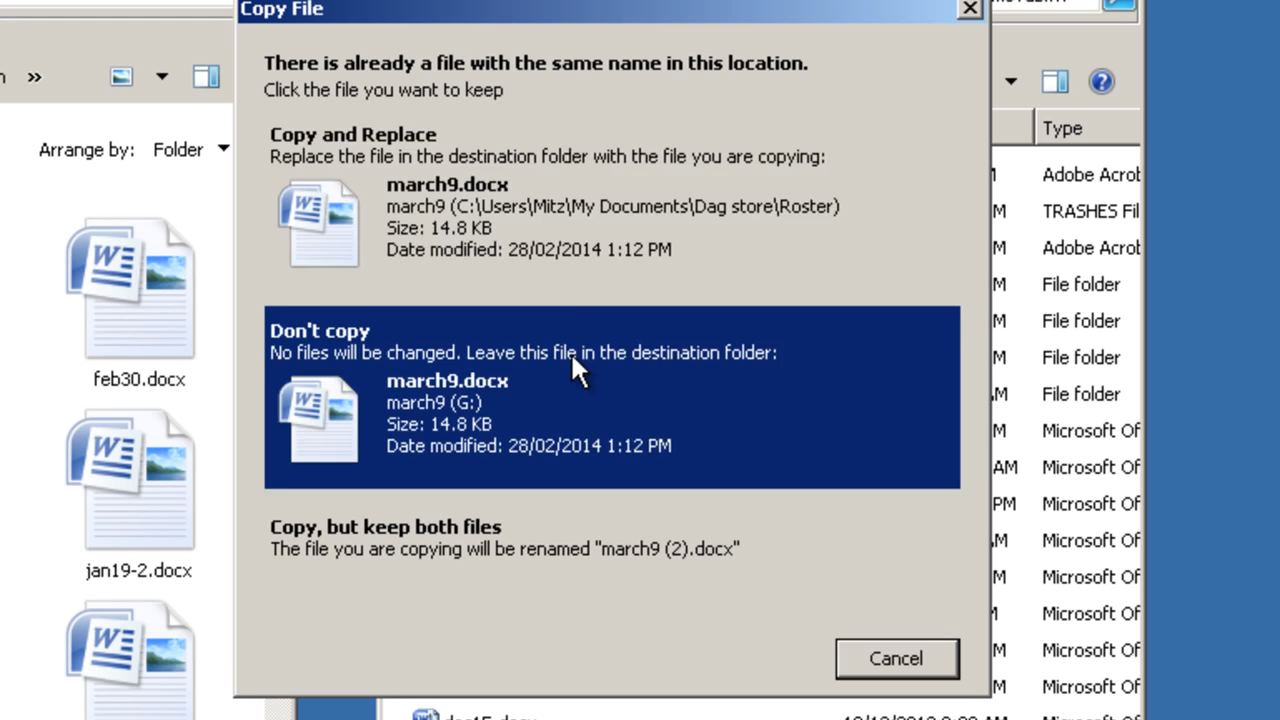 Copy File
There is already a file with the same name in this location.
Click the file you want to keep
Arrange by: Folder
Type
Copy and Replace
Replace the file in the destination folder with the file you are copying:
march9.docx
march9 (C:\Users\Mitz\My Documents\Dag store\Roster)
Size: 14.8 KB
Date modified: 28/02/2014 1:12 PM
Don't copy
No files will be changed. Leave this file in the destination folder:
march9.docx
march9 (G:)
Size: 14.8 KB
Date modified: 28/02/2014 1:12 PM
Copy, but keep both files
The file you are copying will be renamed "march9 (2).docx"
Cancel
feb30.docx
jan19-2.docx
Adobe Acrob
M TRASHES Fil
M Adobe Acrob
M File folder
M File folder
M File folder
AM File folder
M Microsoft Of
AM Microsoft Of
PM Microsoft Of
AM Microsoft Of
M Microsoft Of
Microsoft Of
M Microsoft Of
M Microsoft Of